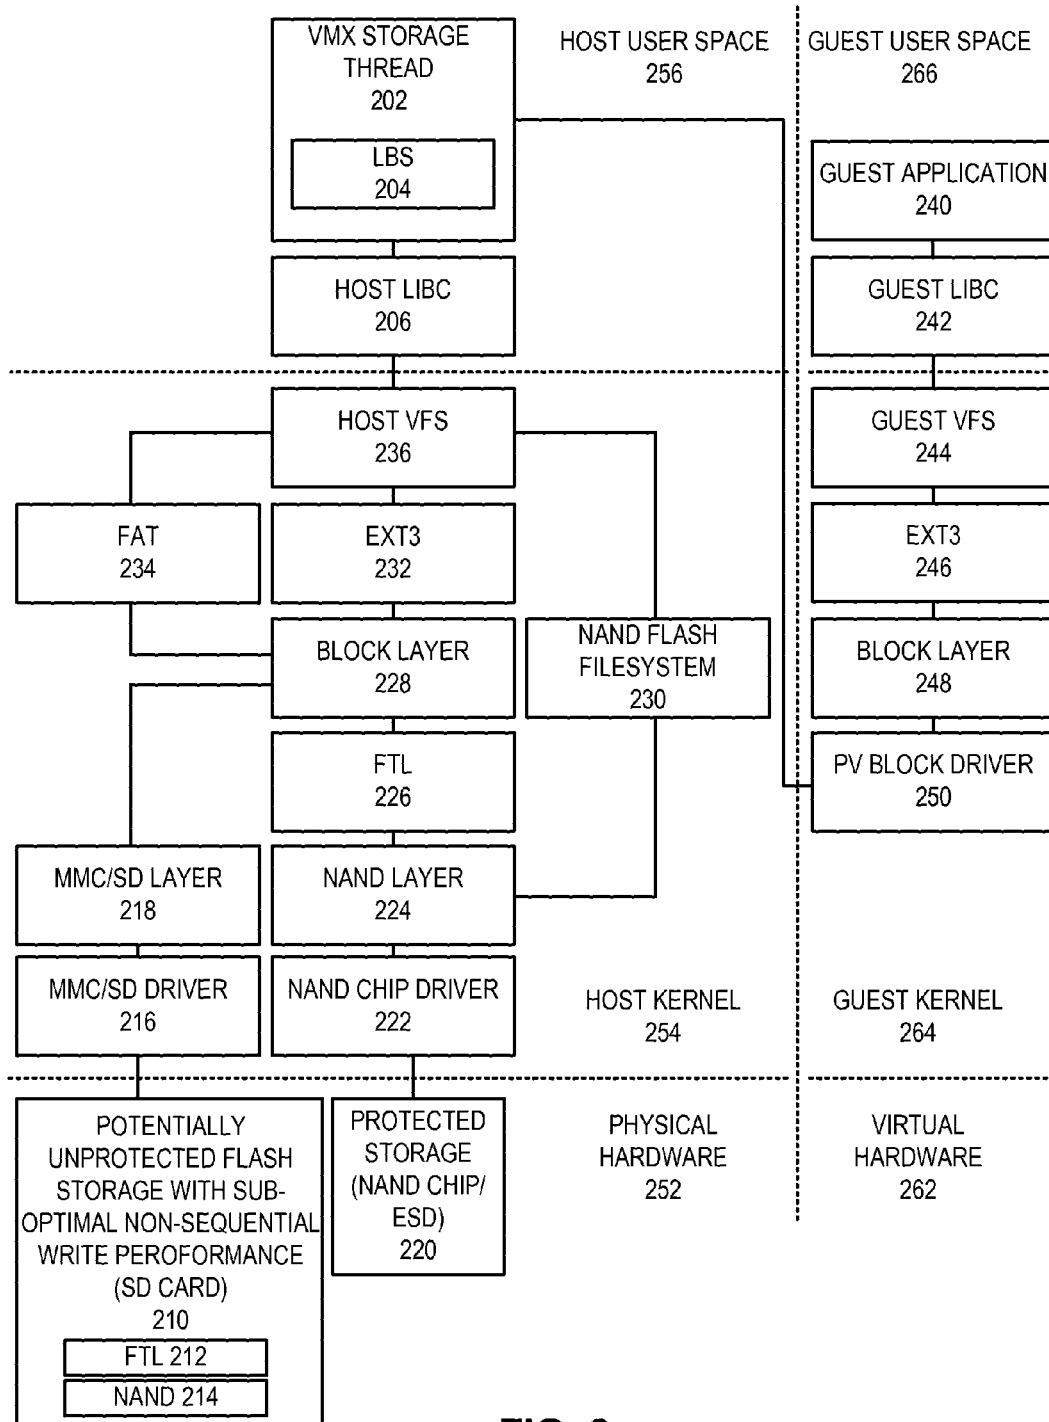 VMX STORAGE
THREAD
202
LBS
204
HOST USER SPACE
256
GUEST USER SPACE
266
GUEST APPLICATION
240
HOST LIBC
206
GUEST LIBC
242
HOST VFS
236
GUEST VFS
244
FAT
234
EXT3
232
EXT3
246
BLOCK LAYER
228
NAND FLASH
FILESYSTEM
230
BLOCK LAYER
248
FTL
226
PV BLOCK DRIVER
250
MMC/SD LAYER
218
NAND LAYER
224
MMC/SD DRIVER
216
NAND CHIP DRIVER
222
HOST KERNEL
254
GUEST KERNEL
264
POTENTIALLY
UNPROTECTED FLASH
STORAGE WITH SUB-
OPTIMAL NON-SEQUENTIAL
WRITE PEROFORMANCE
(SD CARD)
210
FTL 212
NAND 214
PROTECTED
STORAGE
(NAND CHIP/
ESD)
220
PHYSICAL
HARDWARE
252
VIRTUAL
HARDWARE
262